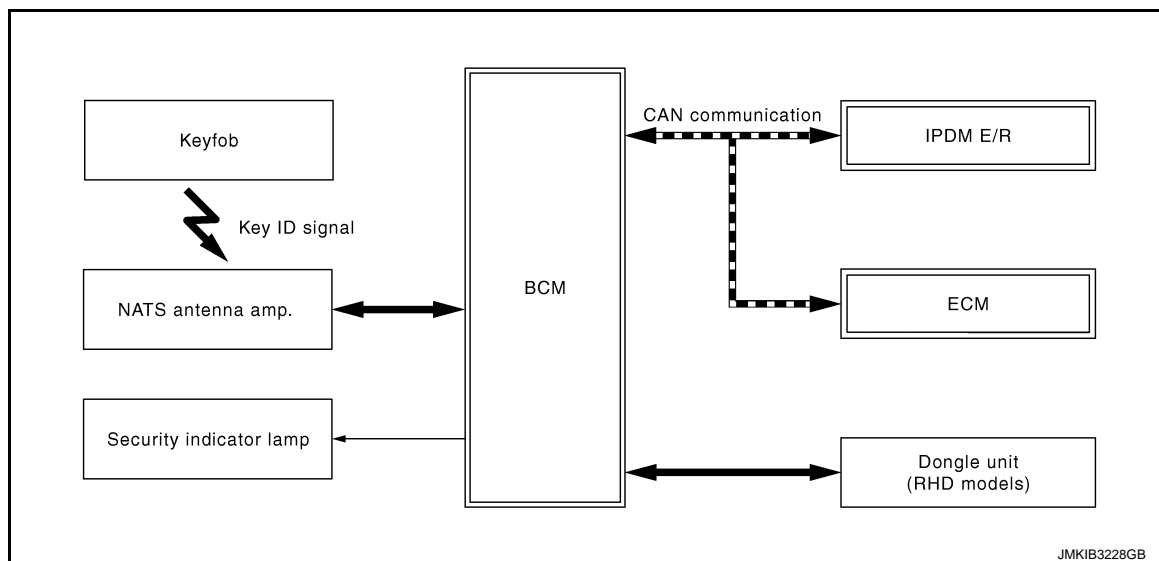 Keyfob
Key ID signal
NATS antenna amp.
Security indicator lamp
BCM
CAN communication
IPDM E/R
ECM
Dongle unit
(RHD models)
JMKIB3228GB